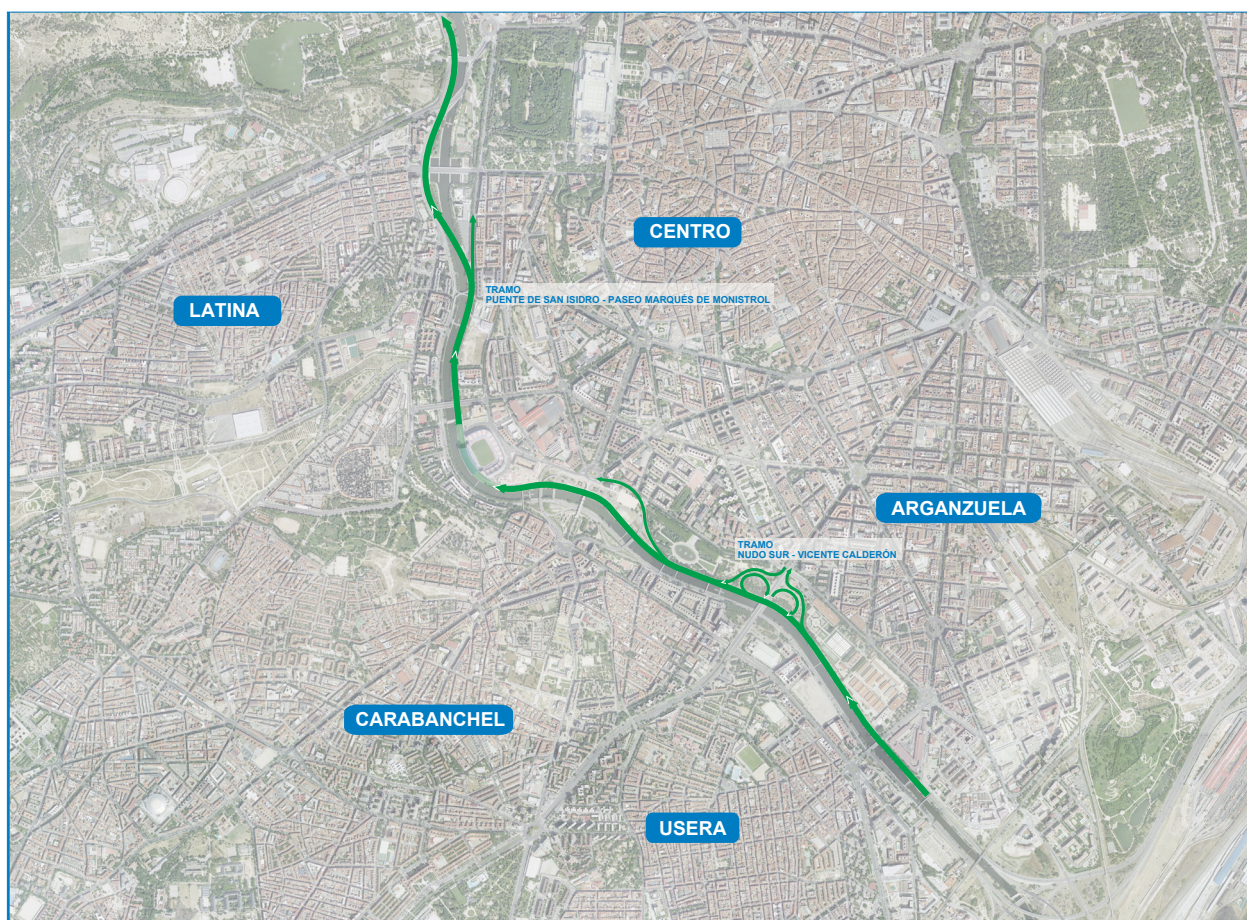 CENTRO
TRAMO
PUENTE DE SAN ISIDRO - PASEO MARQUÉS DE MONISTROL
LATINA
ARGANZUELA
TRAMO
NUDO SUR - VICENTE CALDERÓN
CARABANCHEL
USERA